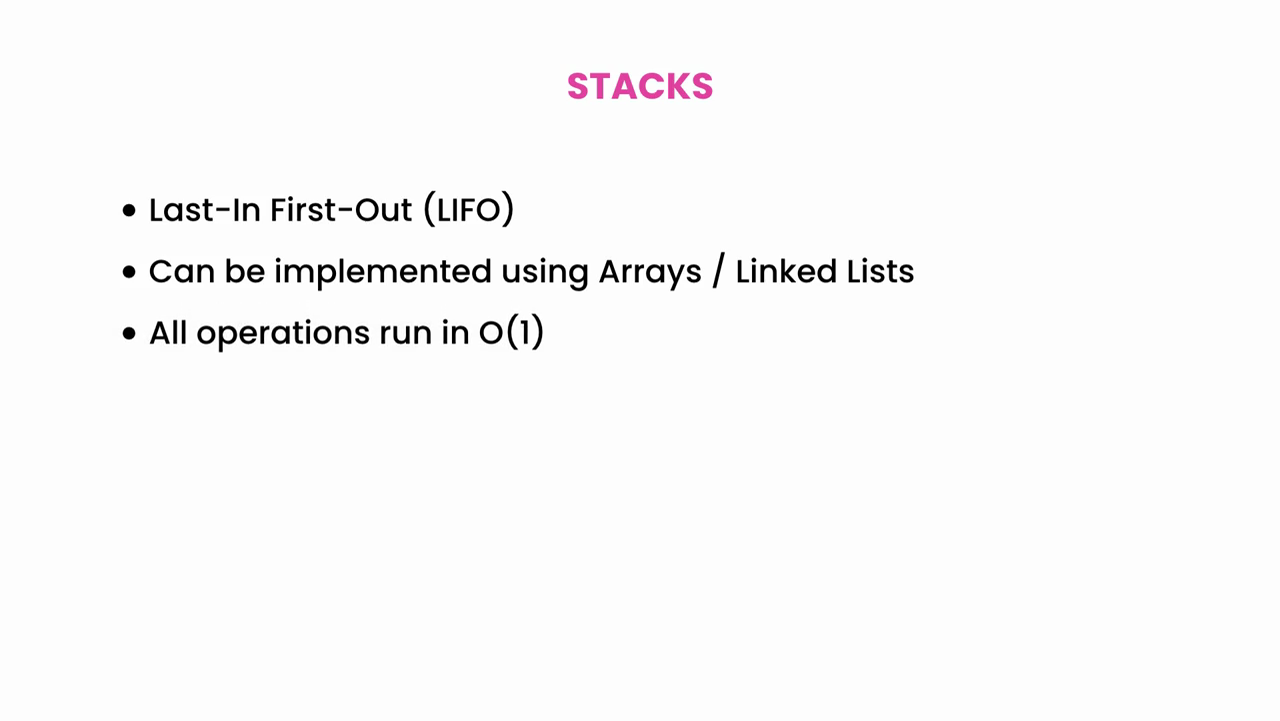 STACKS
• Last-In First-Out (LIFO)
• Can be implemented using Arrays / Linked Lists
• All operations run in O(1)